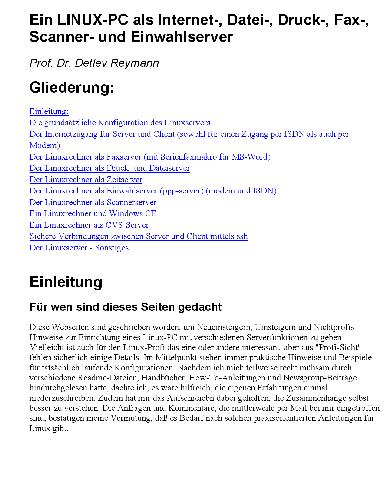 Ein LINUX-PC als Internet-, Datei-, Druck-, Fax-,
Scanner- und Einwahlserver
Prof. Dr. Detlev Reymann
Gliederung:
Einleitung:
Die grundsätzliche Konfiguration des Linuxservers
Der Internetzugang für Server und Client (sowohl für einen Zugang per ISDN als auch per
Modem)
Der Linuxrechner als Faxserver (mit Serienfaxmakro für MS-Word)
Der Linuxrechner als Druck- und Dateiserver
Der Linuxrechner als Zeitserver
Der Linuxrechner als Einwahlserver (ppp-server) (modem und ISDN)
Der Linuxrechner als Scannerserver
Ein Linuxrechner und Windows CE
Ein Linuxrechner als CVS Server
Sichere Verbindungen zwischen Server und Client mittels ssh
Der Linuxserver - Sonstiges
Einleitung
Für wen sind dieses Seiten gedacht
Diese Webseiten sind geschrieben worden, um Neueinsteigern, Umsteigern und Nichtprofis
Hinweise zur Einrichtung eines Linux-PC mit verschiedenen Serverfunktionen zu geben.
Vielleicht ist auch für den Linux-Profi das eine oder andere interessant, aber aus "Profi-Sicht"
fehlen sicherlich einige Details. Im Mittelpunkt stehen immer praktische Hinweise und Beispiele
für tatsächlich laufende Konfigurationen. Nachdem ich mich teilweise recht mühsam durch
verschiedene Readme-Dateien, Handbücher, How-To-Anleitungen und Newsgroup-Beiträge
hindurchgelesen hatte, dachte ich, es wäre hilfreich, die eigenen Erfahrungen einmal
niederzuschreiben. Zudem hat mir das Aufschreiben dabei geholfen, die Zusammenhänge selbst
besser zu verstehen. Die Anfragen und Kommentare, die mittlerweile per Mail bei mir eingetroffen
sind, bestätigen meine Vermutung, daß es Bedarf nach solcher praxisorientierten Anleitungen für
Linux gibt.